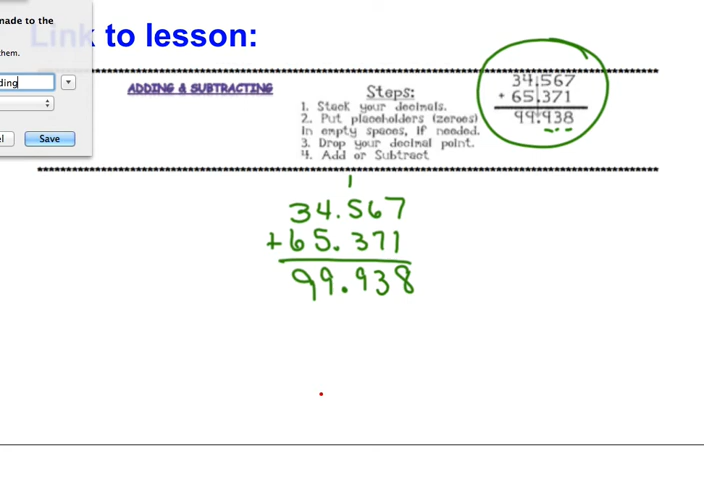 made to the
Link to lesson:
them.
ding
el Save
ADDING & SUBTRACTING
Steps:
1. Stack your decimals.
2. Put placeholders (zeroes)
in empty spaces, if needed.
3. Drop your decimal point.
4. Add or Subtract
34.567
+ 65.371
99.938
1
34.567
+65.371
99.938